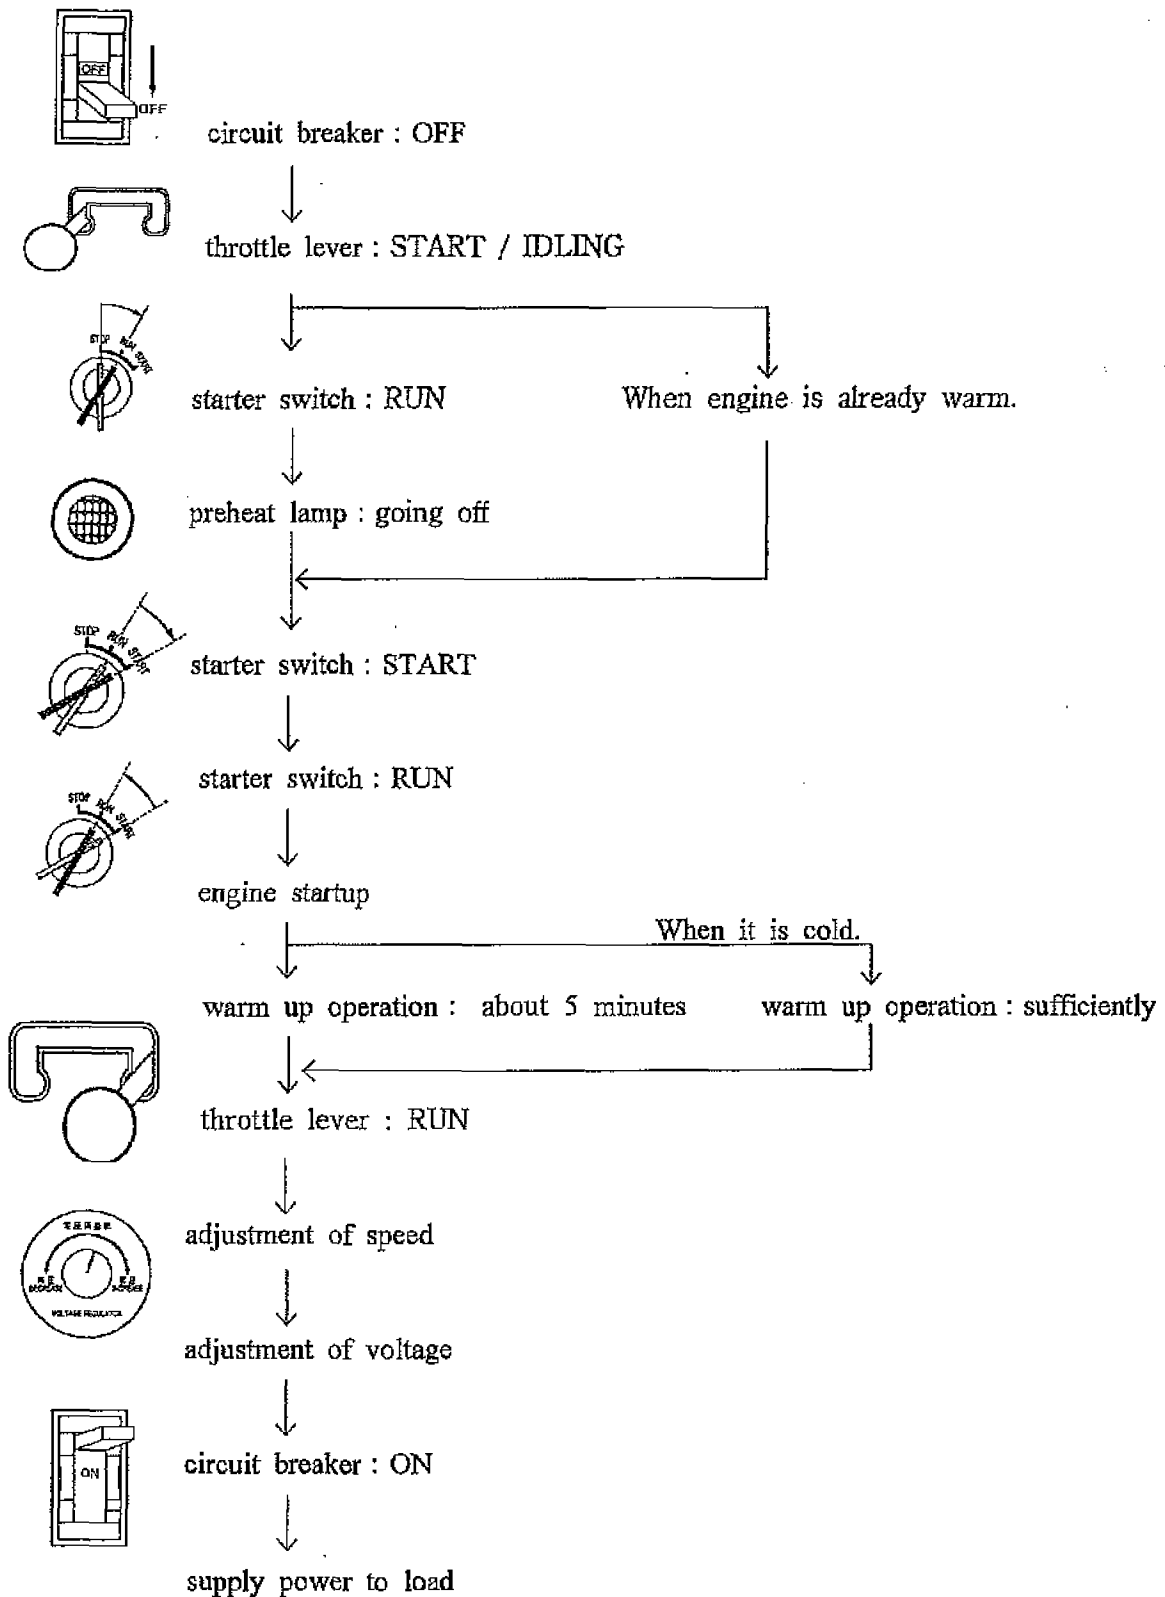 OFF
OFF
circuit breaker : OFF
throttle lever : START / IDLING
STOP RUN START
starter switch : RUN
When engine is already warm.
preheat lamp : going off
STOP RUN START
starter switch : START
starter switch : RUN
STOP RUN START
engine startup
When it is cold.
warm up operation : about 5 minutes
warm up operation : sufficiently
throttle lever : RUN
adjustment of speed
DECREASE
INCREASE
VOLTAGE REGULATOR
adjustment of voltage
ON
circuit breaker : ON
supply power to load